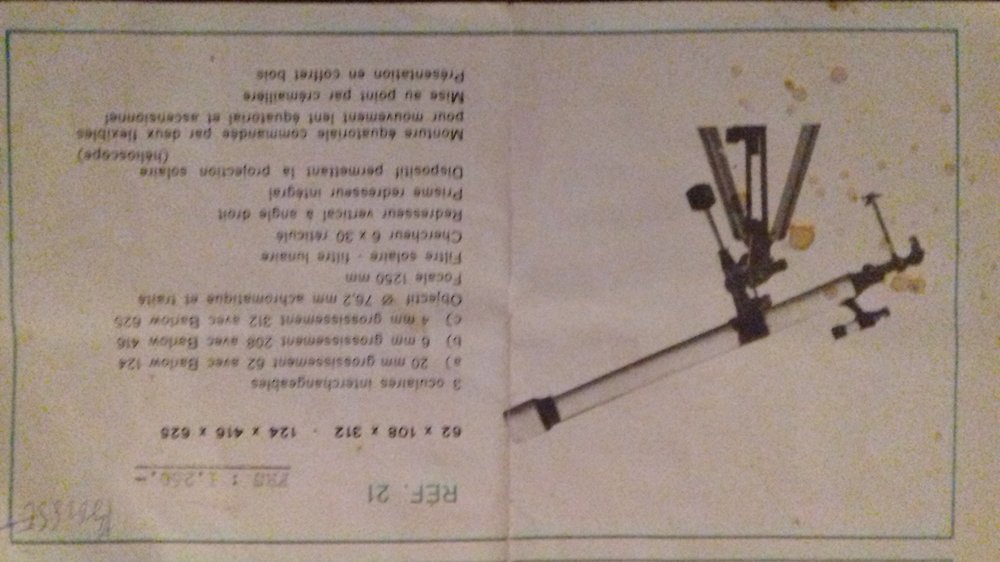 RÉF. 21
FRS : 1.260,-
62 x 108 x 312 - 124 x 416 x 625
3 oculaires interchangeables
a) 20 mm grossissement 62 avec Barlow 124
b) 6 mm grossissement 208 avec Barlow 416
c) 4 mm grossissement 312 avec Barlow 625
Objectif Ø 76,2 mm achromatique et traité
Focale 1250 mm
Filtre solaire - filtre lunaire
Chercheur 6 x 30 réticulé
Redresseur vertical à angle droit
Prisme redresseur intégral
Dispositif permettant la projection solaire
(hélioscope)
Monture équatoriale commandée par deux flexibles
pour mouvement lent équatorial et ascensionnel
Mise au point par crémaillère
Présentation en coffret bois